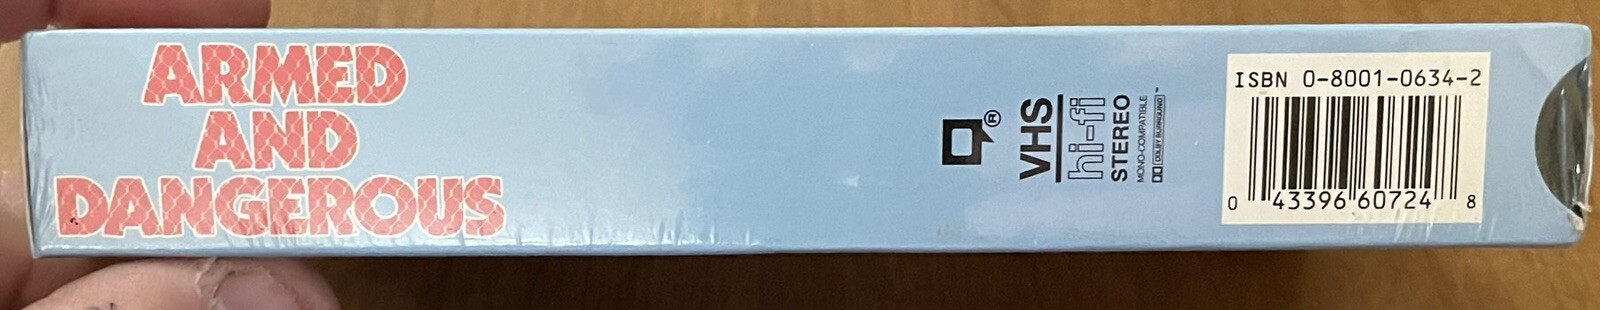 ARMED
AND
DANGEROUS
®
VHS
hi-fi
STEREO
MONO-COMPATIBLE
DOLBY SURROUND™
ISBN 0-8001-0634-2
0 43396 60724 8